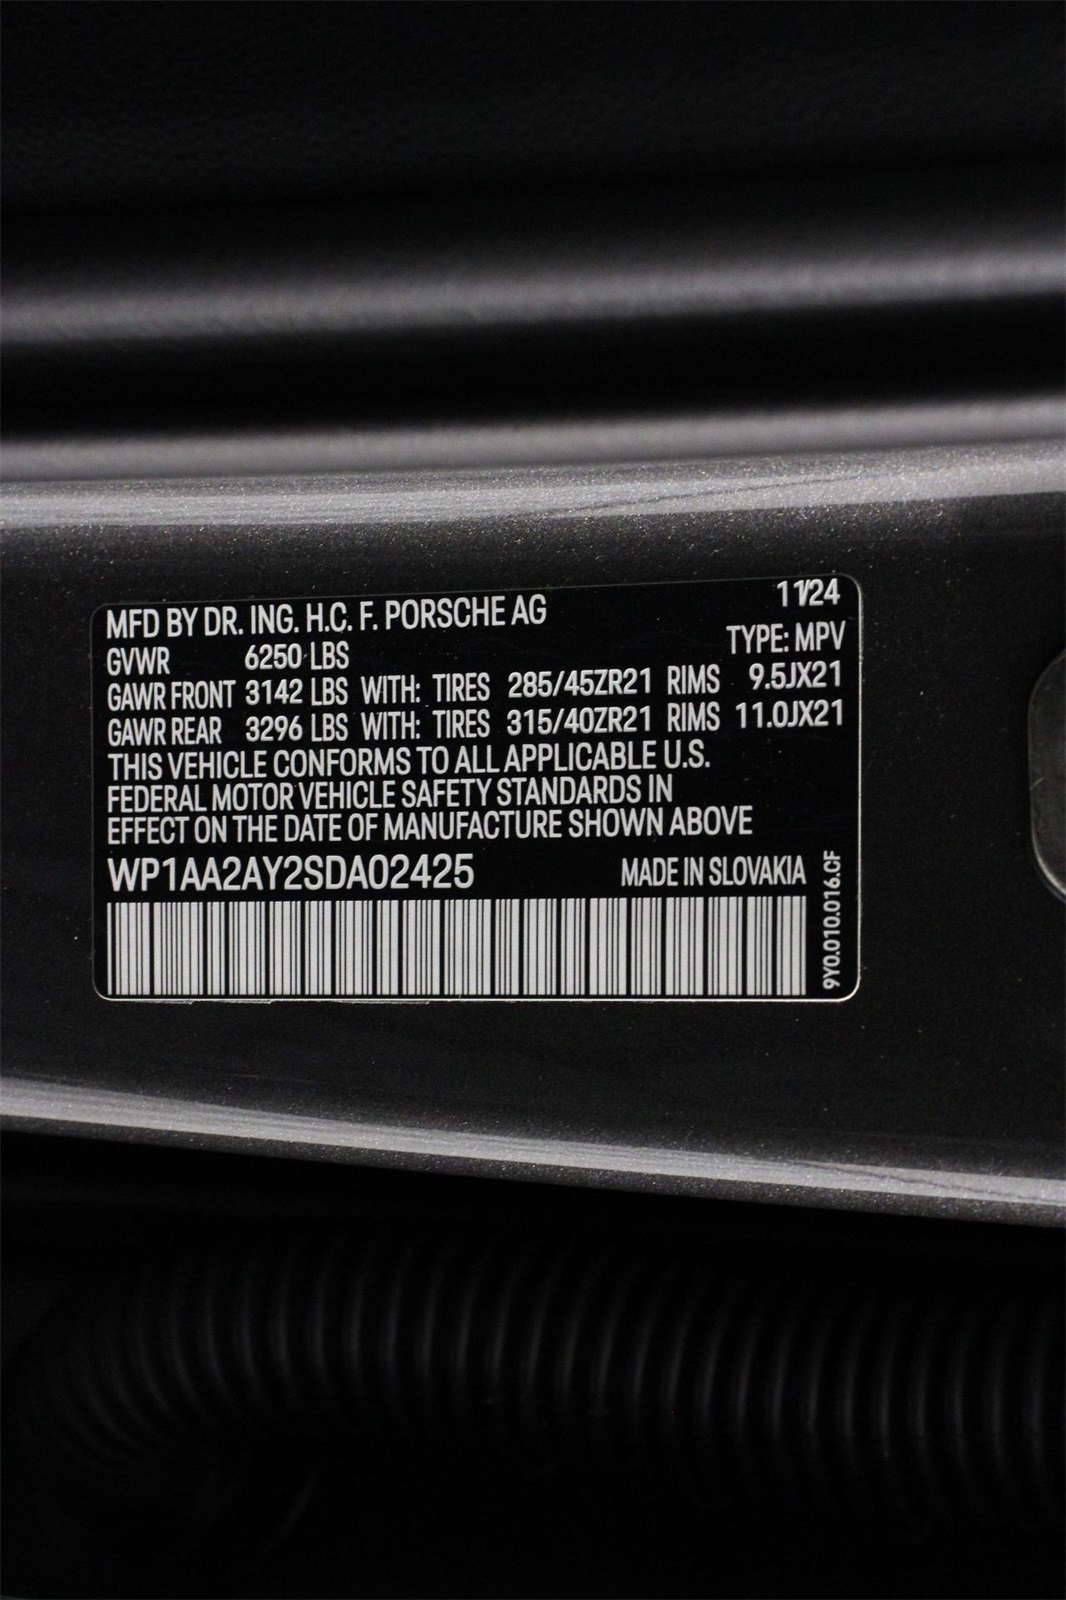 MFD BY DR. ING. H.C. F. PORSCHE AG 11/24
GVWR 6250 LBS TYPE: MPV
GAWR FRONT 3142 LBS WITH: TIRES 285/45ZR21 RIMS 9.5JX21
GAWR REAR 3296 LBS WITH: TIRES 315/40ZR21 RIMS 11.0JX21
THIS VEHICLE CONFORMS TO ALL APPLICABLE U.S.
FEDERAL MOTOR VEHICLE SAFETY STANDARDS IN
EFFECT ON THE DATE OF MANUFACTURE SHOWN ABOVE
WP1AA2AY2SDA02425 MADE IN SLOVAKIA
9Y0.010.016.CF